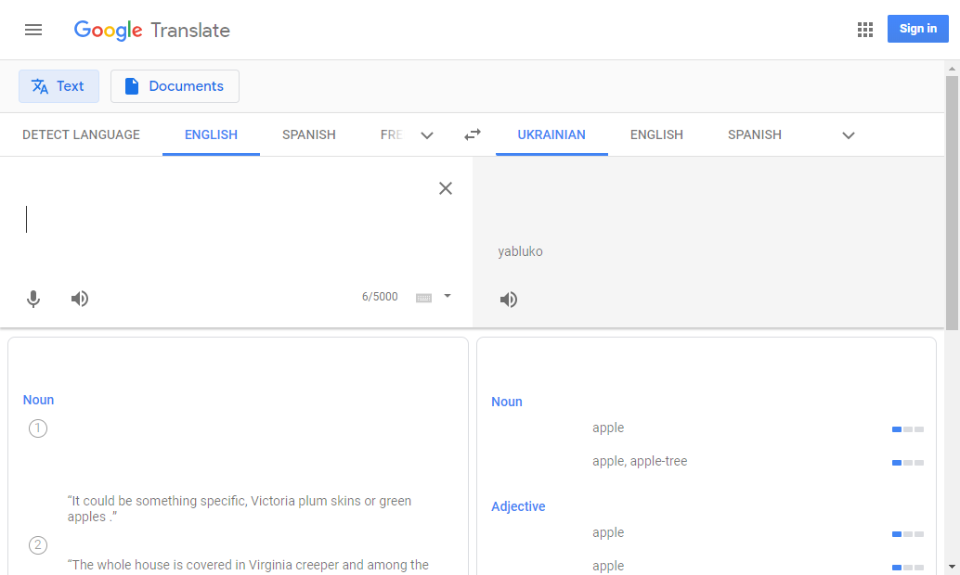 Google Translate
Sign in
Text
Documents
DETECT LANGUAGE ENGLISH SPANISH FRE UKRAINIAN ENGLISH SPANISH
yabluko
6/5000
Noun
1
“It could be something specific, Victoria plum skins or green
apples .”
2
“The whole house is covered in Virginia creeper and among the
Noun
apple
apple, apple-tree
Adjective
apple
apple